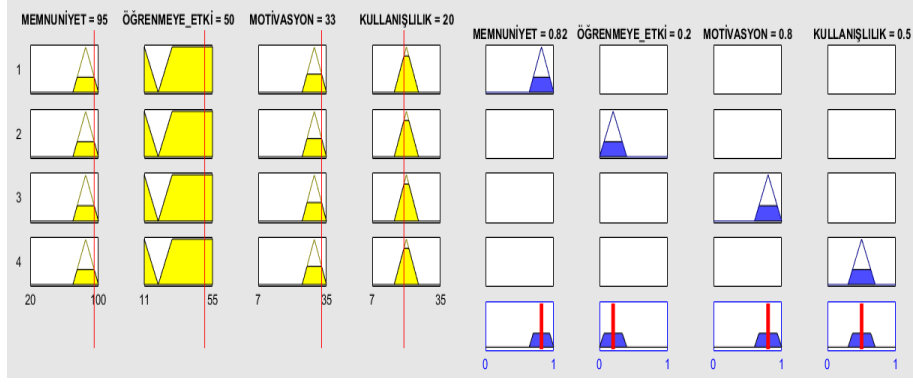 MEMNUNİYET = 95 ÖĞRENMEYE_ETKİ = 50 MOTİVASYON = 33 KULLANIŞLILIK = 20
MEMNUNİYET = 0.82 ÖĞRENMEYE_ETKİ = 0.2 MOTİVASYON = 0.8 KULLANIŞLILIK = 0.5
1
2
3
4
20 100 11 55 7 35 7 35
0 1 0 1 0 1 0 1